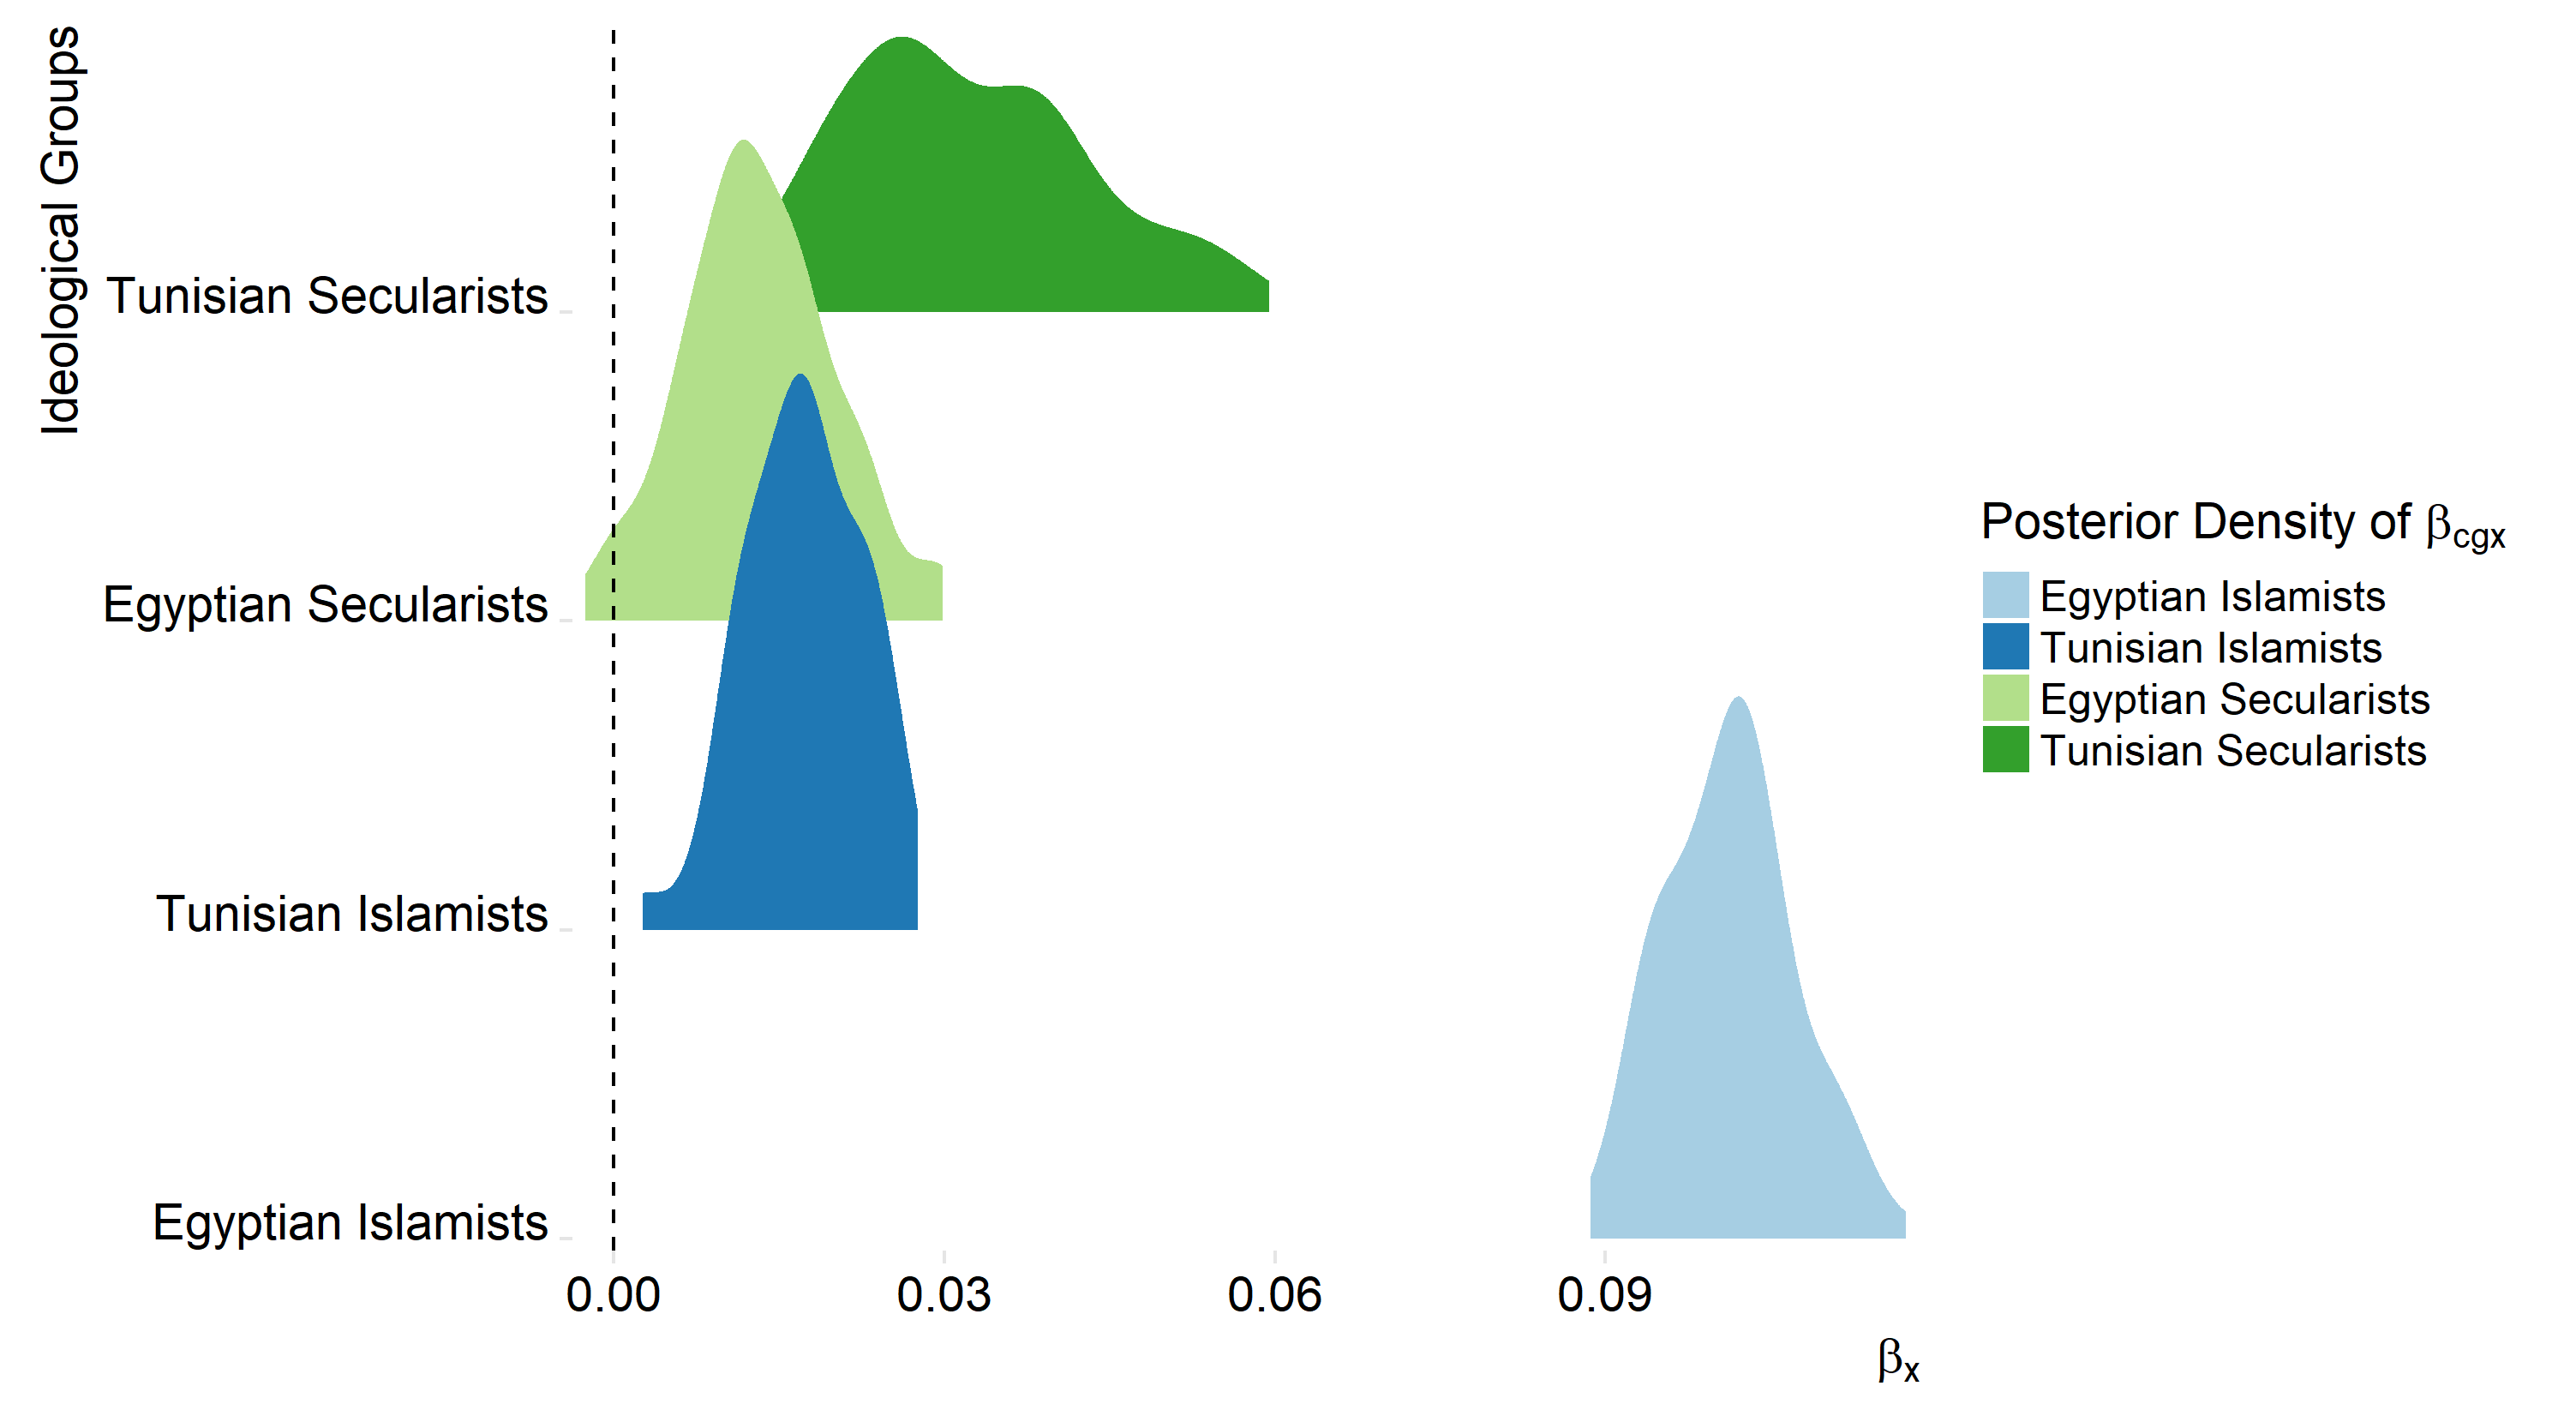 Ideological Groups
Tunisian Secularists
Egyptian Secularists
Tunisian Islamists
Egyptian Islamists
0.00
0.03
0.06
0.09
βx
Posterior Density of βcgx
Egyptian Islamists
Tunisian Islamists
Egyptian Secularists
Tunisian Secularists